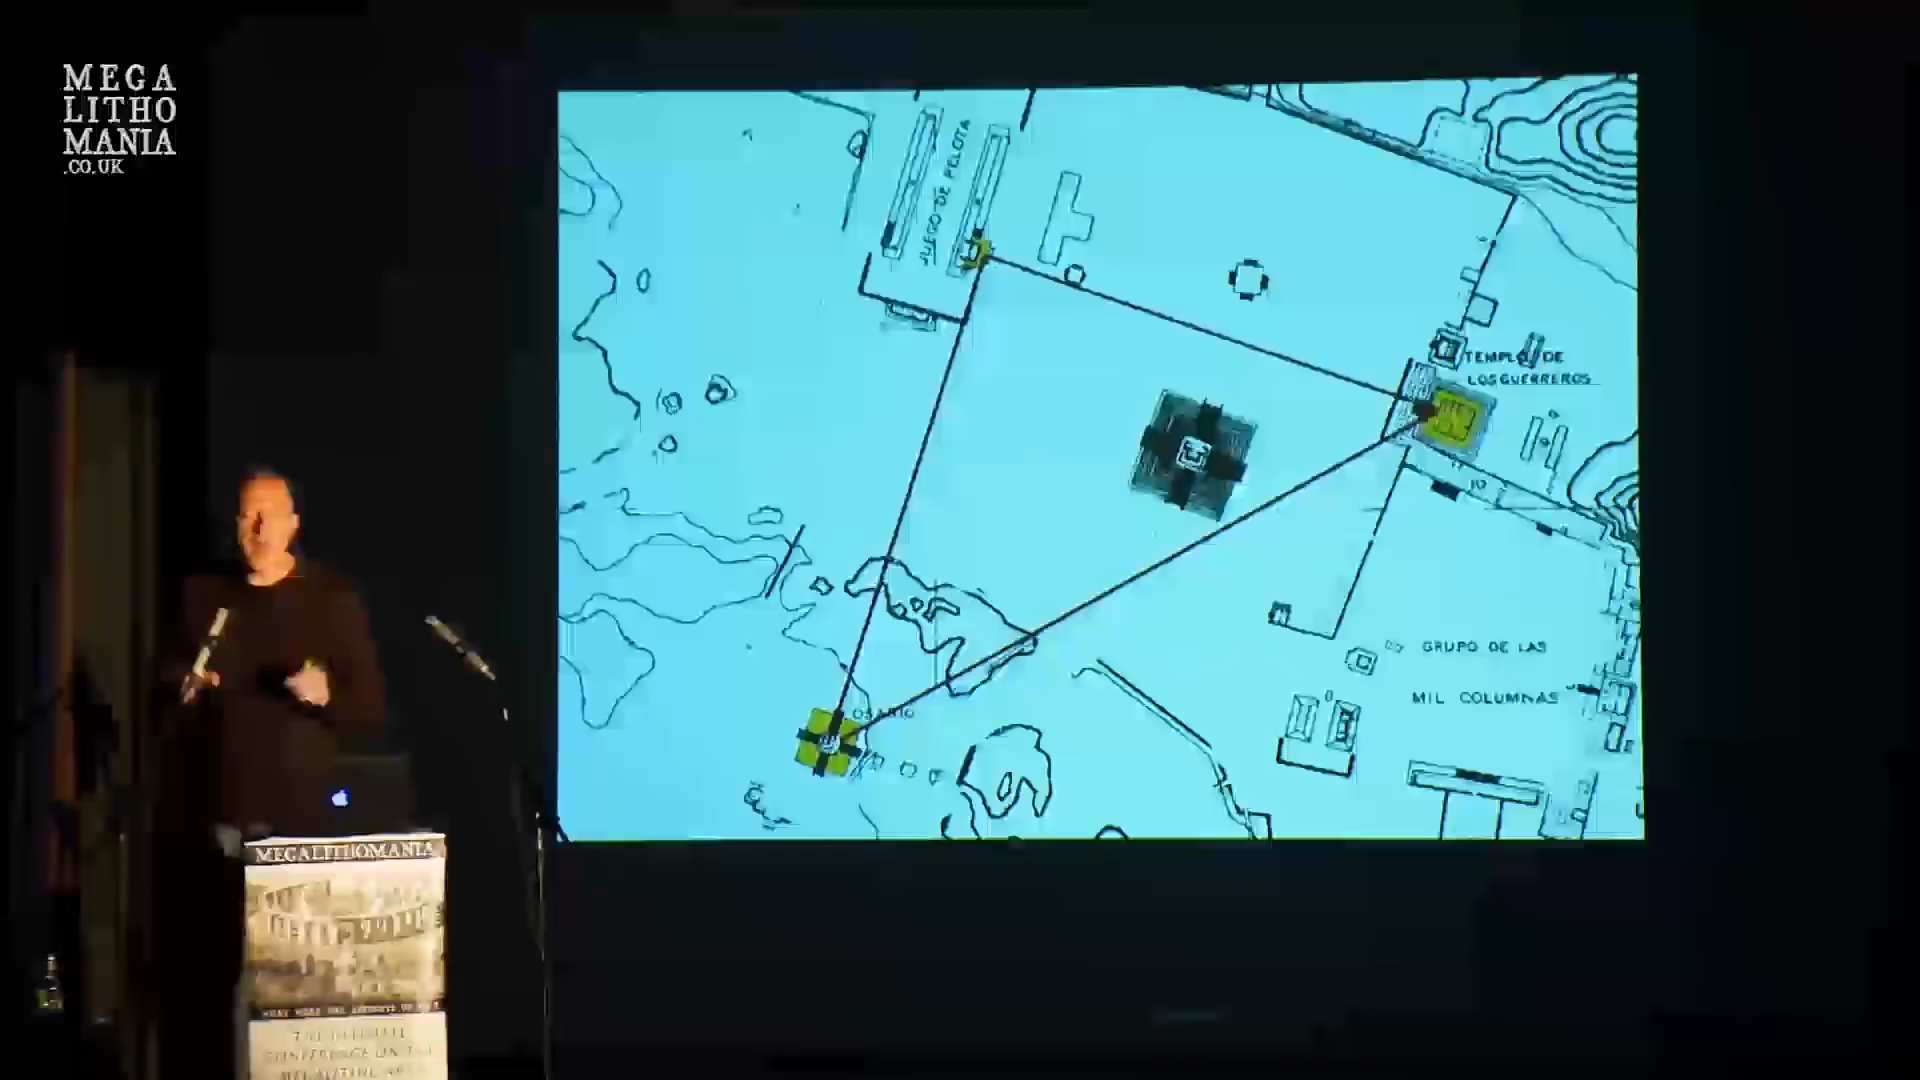 MEGA
LITHO
MANIA
.CO.UK
JUEGO DE PELOTA
TEMPLO DE
LOS GUERREROS
OSARIO
GRUPO DE LAS
MIL COLUMNAS
MEGALITHOMANIA